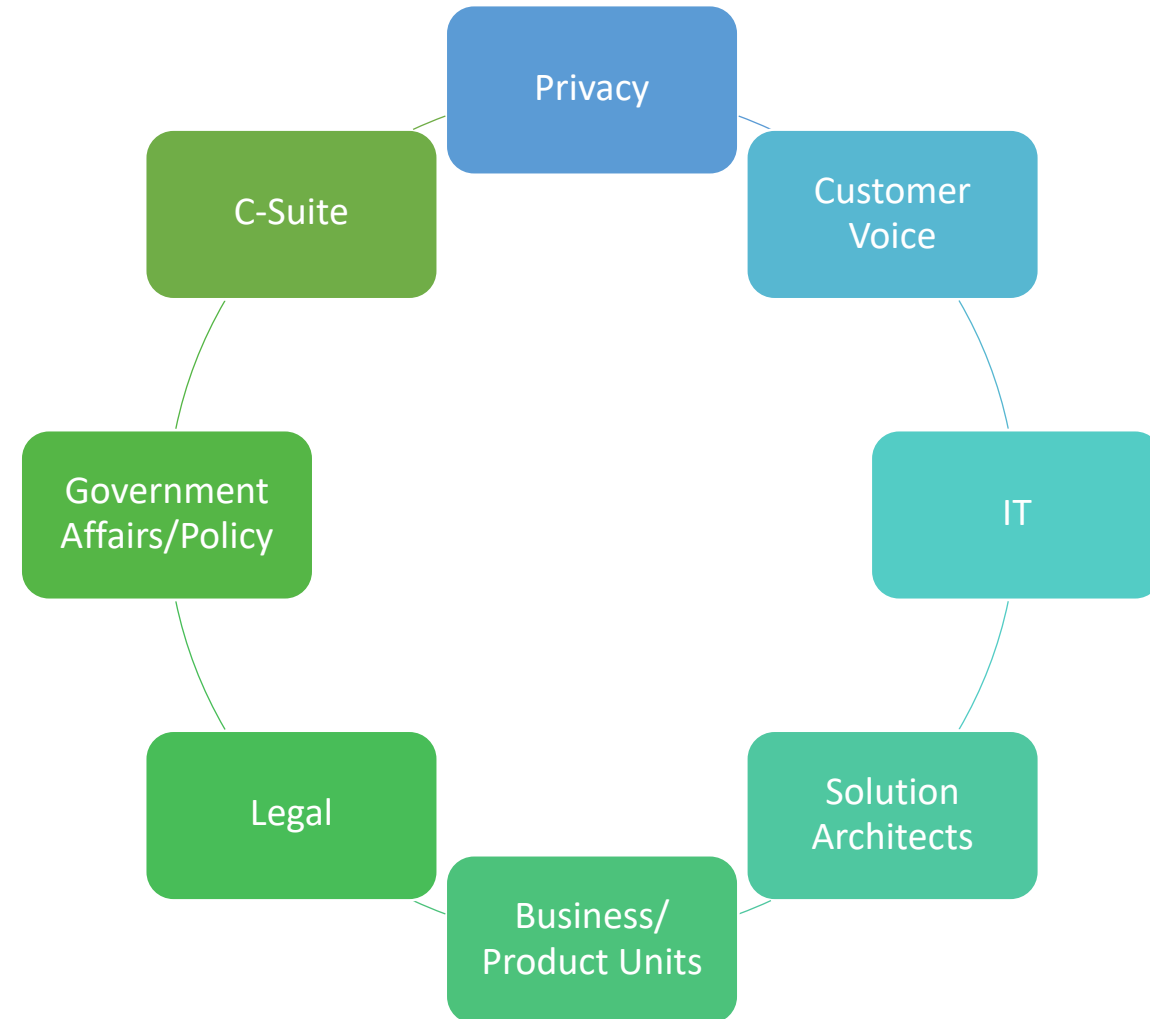 Privacy
Customer
Voice
IT
Solution
Architects
Business/
Product Units
Legal
Government
Affairs/Policy
C-Suite